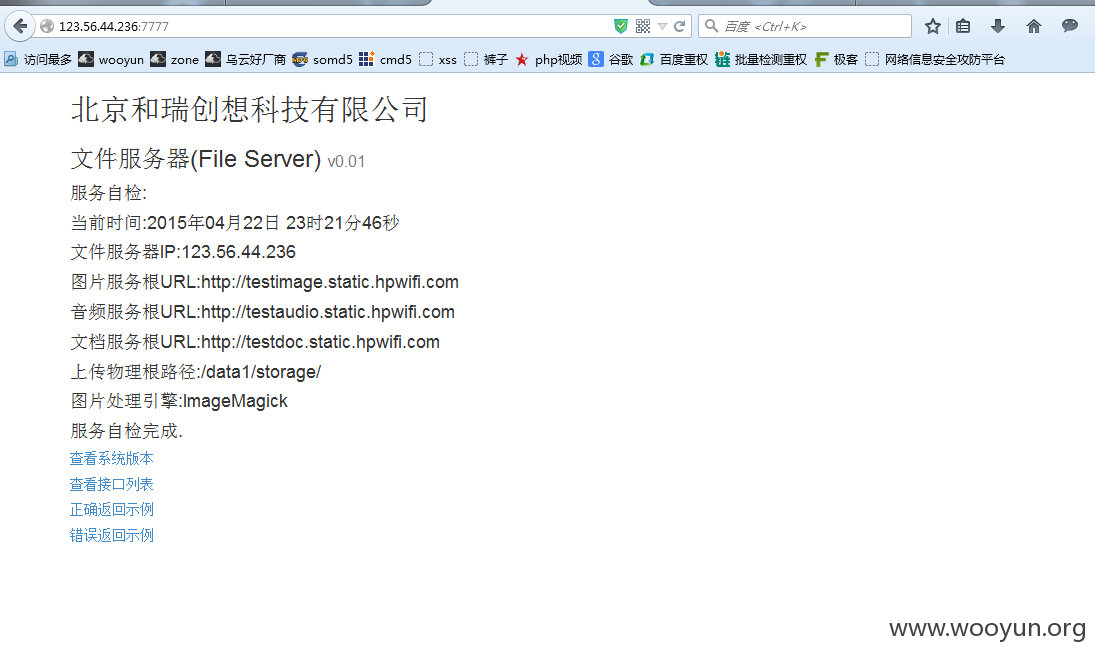 123.56.44.236:7777
百度 <Ctrl+K>
访问最多 wooyun zone 乌云好厂商 somd5 cmd5 xss 裤子 php视频 谷歌 百度权重 批量检测权重 极客 网络信息安全攻防平台
北京和瑞创想科技有限公司
文件服务器(File Server) v0.01
服务自检:
当前时间:2015年04月22日 23时21分46秒
文件服务器IP:123.56.44.236
图片服务根URL:http://testimage.static.hpwifi.com
音频服务根URL:http://testaudio.static.hpwifi.com
文档服务根URL:http://testdoc.static.hpwifi.com
上传物理根路径:/data1/storage/
图片处理引擎:ImageMagick
服务自检完成.
查看系统版本
查看接口列表
正确返回示例
错误返回示例
www.wooyun.org